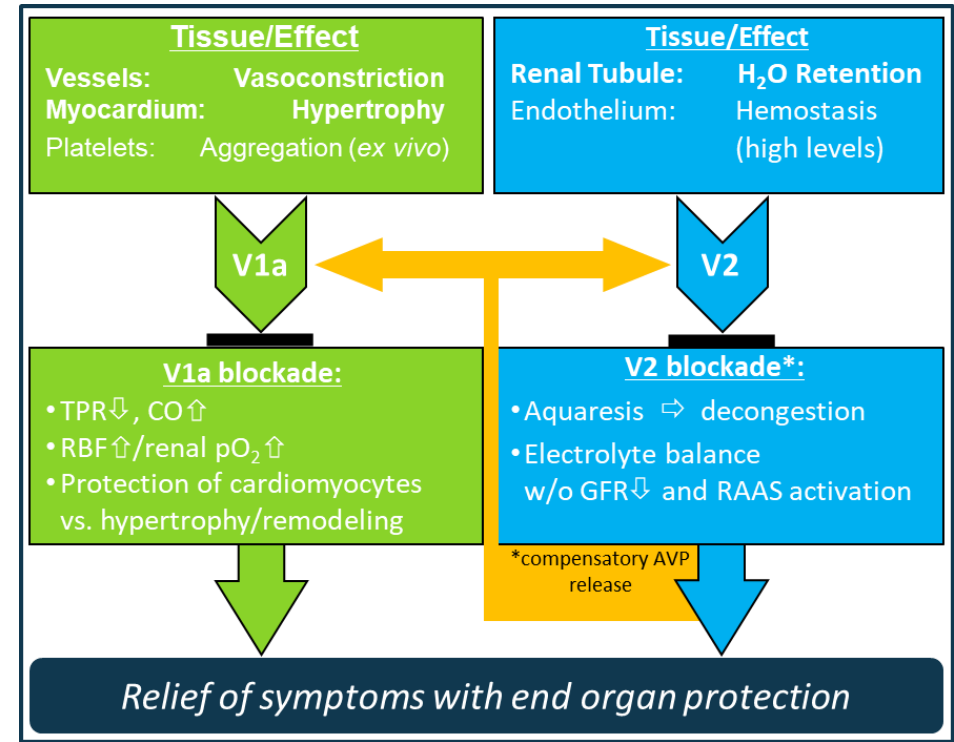 Tissue/Effect
Vessels: Vasoconstriction
Myocardium: Hypertrophy
Platelets: Aggregation (ex vivo)
Tissue/Effect
Renal Tubule: H₂O Retention
Endothelium: Hemostasis
(high levels)
V1a
V2
V1a blockade:
• TPR⇩, CO⇧
• RBF⇧/renal pO₂⇧
• Protection of cardiomyocytes
vs. hypertrophy/remodeling
V2 blockade*:
• Aquaresis ⇨ decongestion
• Electrolyte balance
w/o GFR⇩ and RAAS activation
*compensatory AVP
release
Relief of symptoms with end organ protection